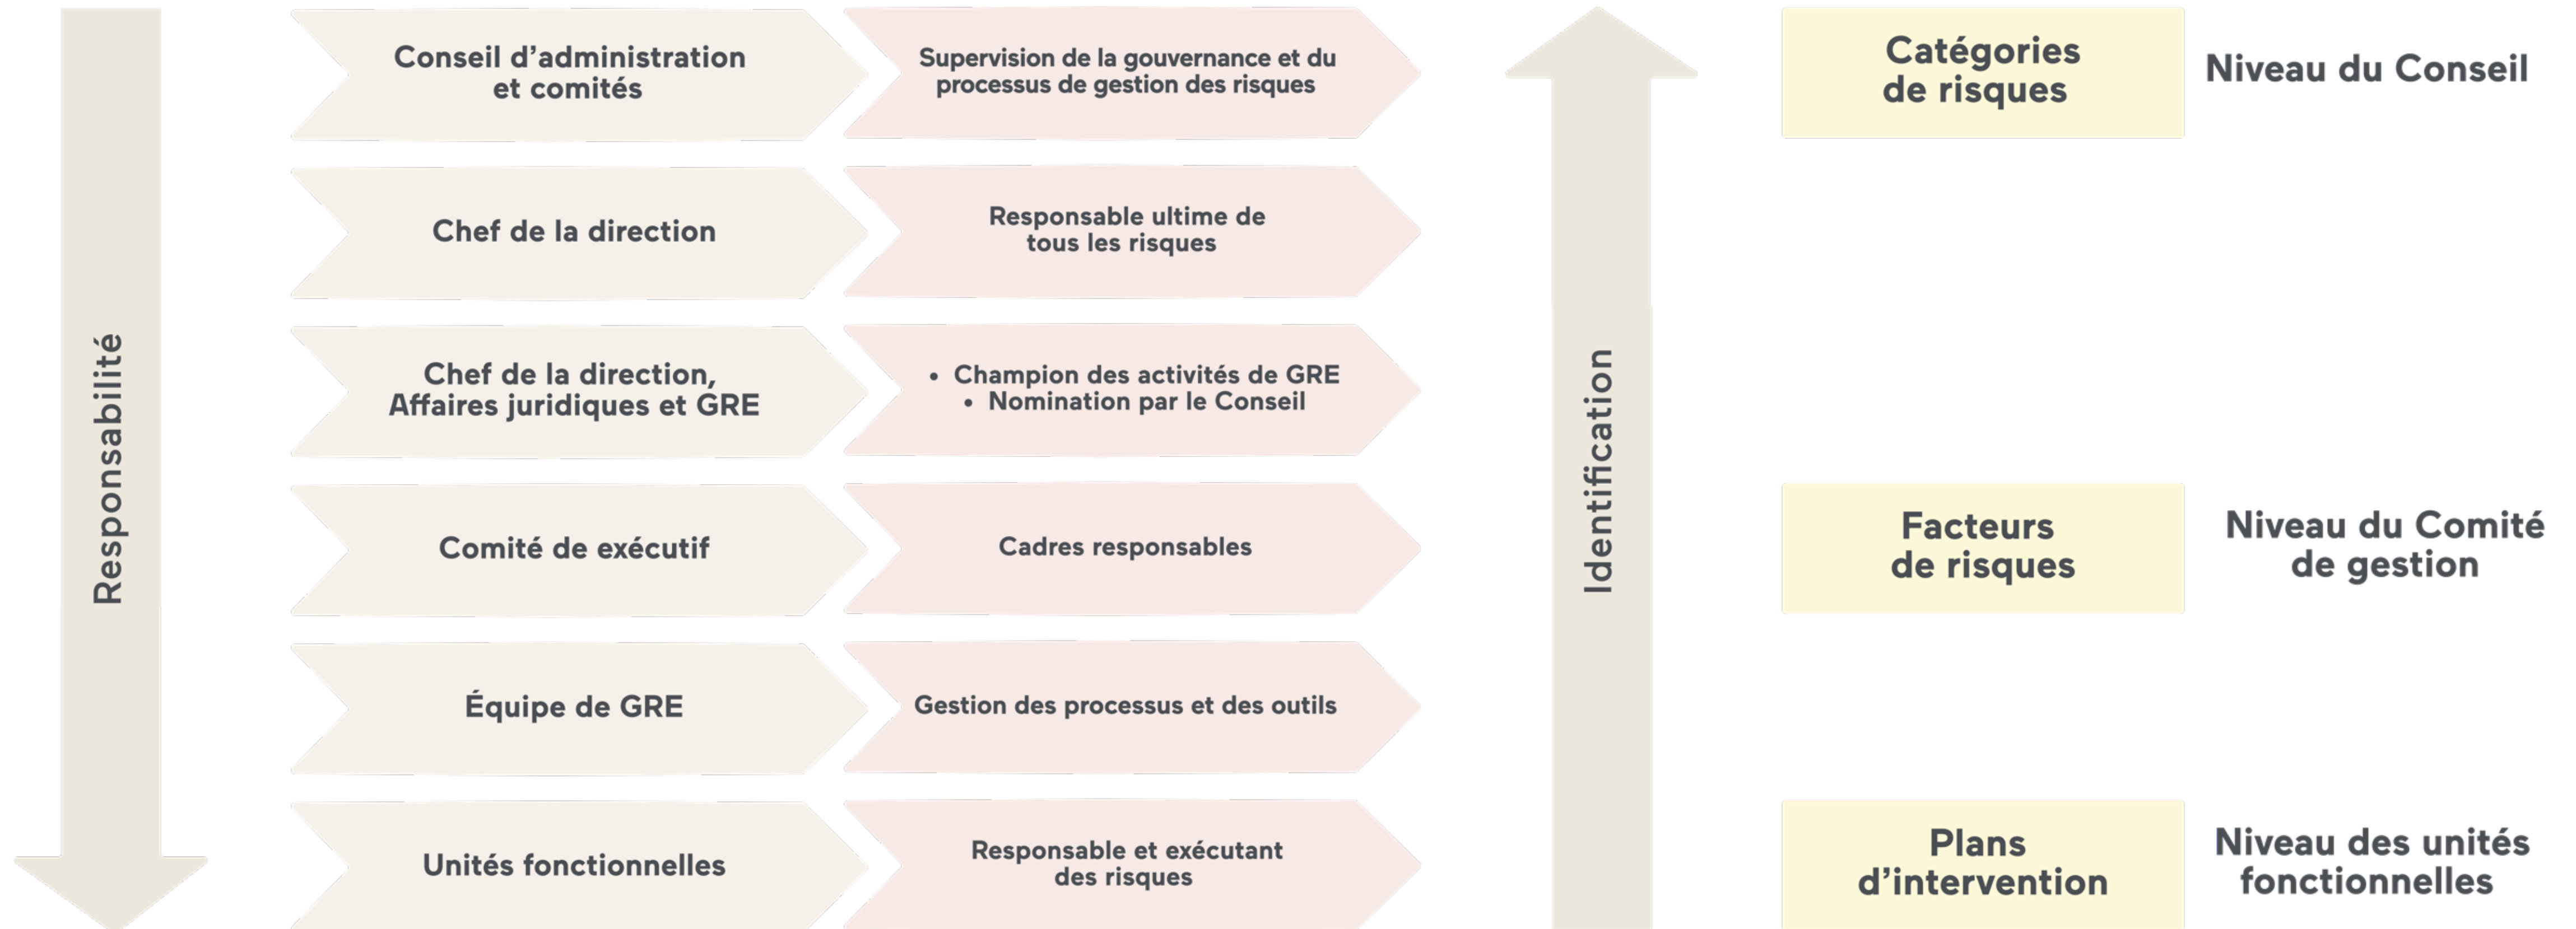 Responsabilité
Conseil d’administration
et comités
Supervision de la gouvernance et du
processus de gestion des risques
Chef de la direction
Responsable ultime de
tous les risques
Chef de la direction,
Affaires juridiques et GRE
• Champion des activités de GRE
• Nomination par le Conseil
Comité de exécutif
Cadres responsables
Équipe de GRE
Gestion des processus et des outils
Unités fonctionnelles
Responsable et exécutant
des risques
Identification
Catégories
de risques
Niveau du Conseil
Facteurs
de risques
Niveau du Comité
de gestion
Plans
d’intervention
Niveau des unités
fonctionnelles